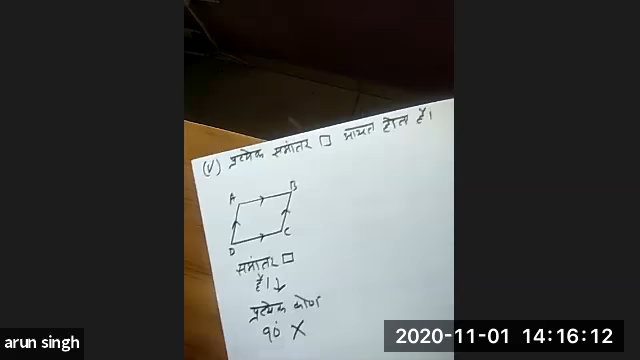 (V) प्रत्येक समांतर □ आयत होता है।
A
B
C
D
समांतर □
है। ↓
प्रत्येक कोण
90° X
arun singh
2020-11-01 14:16:12